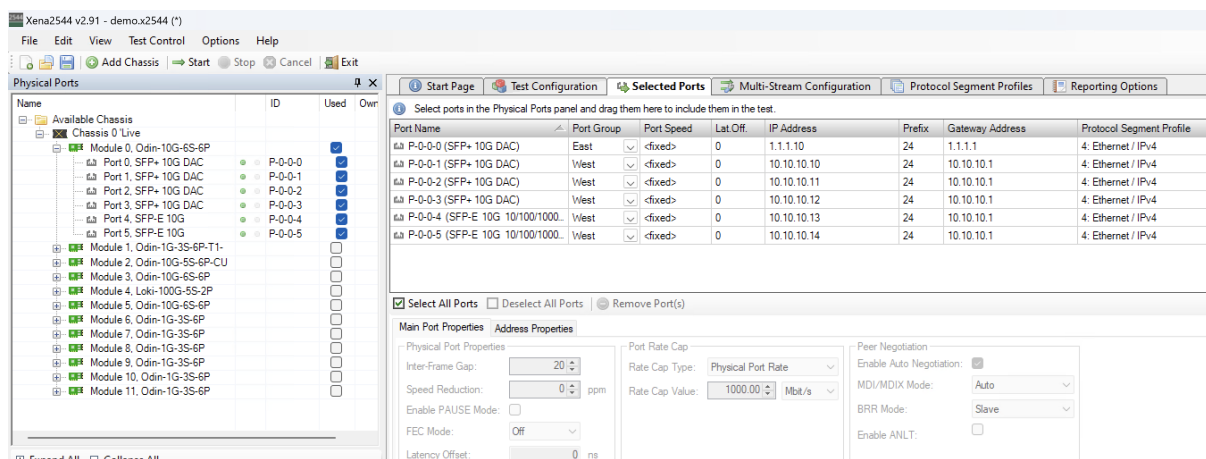 Xena2544 v2.91 - demo.x2544 (*)
File Edit View Test Control Options Help
Add Chassis Start Stop Cancel Exit
Physical Ports
Name ID Used Own
Available Chassis
Chassis 0 'Live
Module 0, Odin-10G-6S-6P
Port 0, SFP+ 10G DAC P-0-0-0
Port 1, SFP+ 10G DAC P-0-0-1
Port 2, SFP+ 10G DAC P-0-0-2
Port 3, SFP+ 10G DAC P-0-0-3
Port 4, SFP-E 10G P-0-0-4
Port 5, SFP-E 10G P-0-0-5
Module 1, Odin-1G-3S-6P-T1-
Module 2, Odin-10G-5S-6P-CU
Module 3, Odin-10G-6S-6P
Module 4, Loki-100G-5S-2P
Module 5, Odin-10G-6S-6P
Module 6, Odin-1G-3S-6P
Module 7, Odin-1G-3S-6P
Module 8, Odin-1G-3S-6P
Module 9, Odin-1G-3S-6P
Module 10, Odin-1G-3S-6P
Module 11, Odin-1G-3S-6P
Expand All Collapse All
Start Page Test Configuration Selected Ports Multi-Stream Configuration Protocol Segment Profiles Reporting Options
Select ports in the Physical Ports panel and drag them here to include them in the test.
Port Name Port Group Port Speed Lat.Off. IP Address Prefix Gateway Address Protocol Segment Profile
P-0-0-0 (SFP+ 10G DAC) East <fixed> 0 1.1.1.10 24 1.1.1.1 4: Ethernet / IPv4
P-0-0-1 (SFP+ 10G DAC) West <fixed> 0 10.10.10.10 24 10.10.10.1 4: Ethernet / IPv4
P-0-0-2 (SFP+ 10G DAC) West <fixed> 0 10.10.10.11 24 10.10.10.1 4: Ethernet / IPv4
P-0-0-3 (SFP+ 10G DAC) West <fixed> 0 10.10.10.12 24 10.10.10.1 4: Ethernet / IPv4
P-0-0-4 (SFP-E 10G 10/100/1000... West <fixed> 0 10.10.10.13 24 10.10.10.1 4: Ethernet / IPv4
P-0-0-5 (SFP-E 10G 10/100/1000... West <fixed> 0 10.10.10.14 24 10.10.10.1 4: Ethernet / IPv4
Select All Ports Deselect All Ports Remove Port(s)
Main Port Properties Address Properties
Physical Port Properties Port Rate Cap Peer Negotiation
Inter-Frame Gap: 20 Rate Cap Type: Physical Port Rate Enable Auto Negotiation:
Speed Reduction: 0 ppm Rate Cap Value: 1000.00 Mbit/s MDI/MDIX Mode: Auto
Enable PAUSE Mode: BRR Mode: Slave
FEC Mode: Off Enable ANLT:
Latency Offset: 0 ns